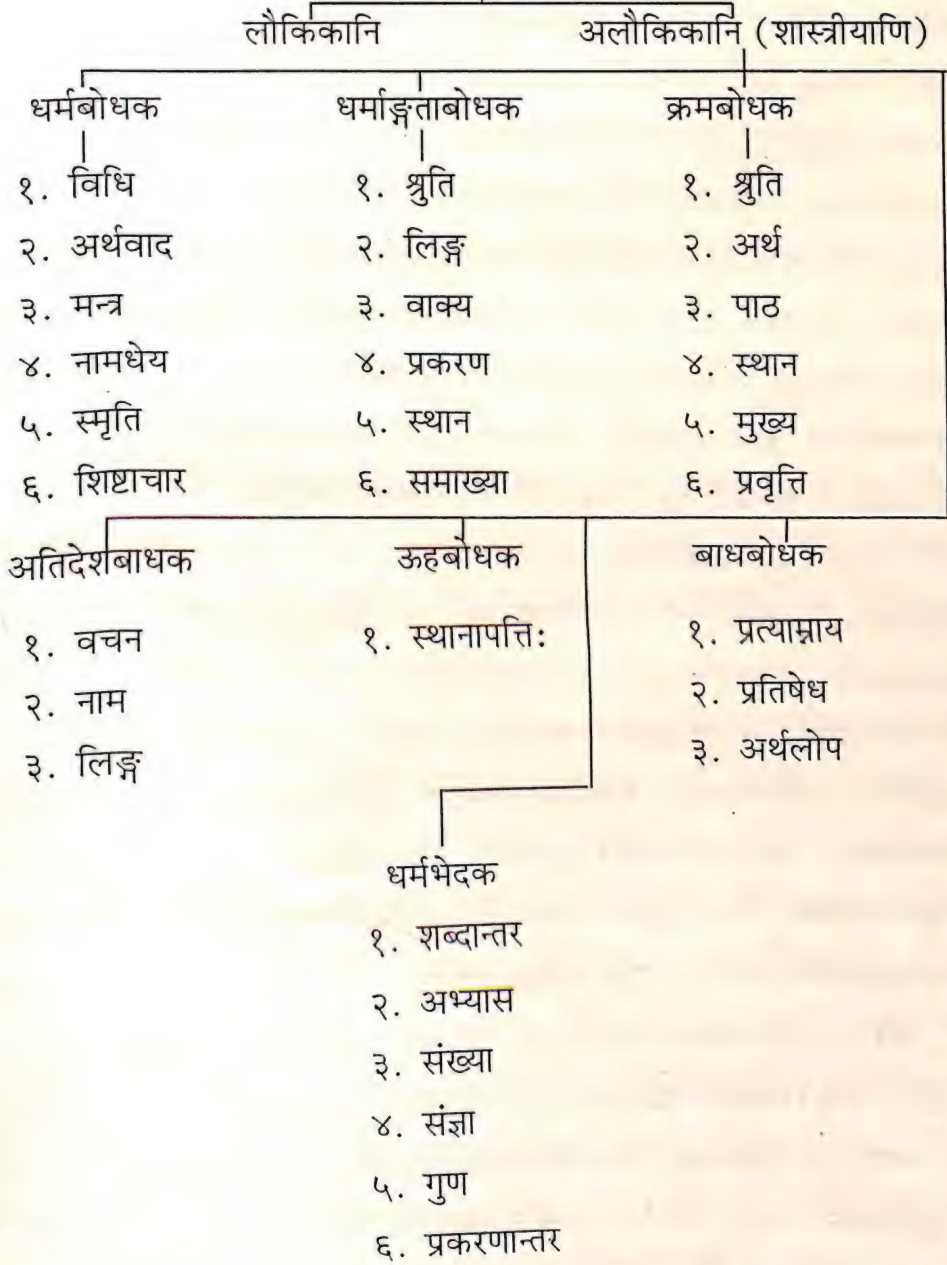 लौकिकानि अलौकिकानि (शास्त्रीयाणि)
धर्मबोधक धर्माङ्गताबोधक क्रमबोधक
१. विधि १. श्रुति १. श्रुति
२. अर्थवाद २. लिङ्ग २. अर्थ
३. मन्त्र ३. वाक्य ३. पाठ
४. नामधेय ४. प्रकरण ४. स्थान
५. स्मृति ५. स्थान ५. मुख्य
६. शिष्टाचार ६. समाख्या ६. प्रवृत्ति
अतिदेशबाधक ऊहबोधक बाधबोधक
१. वचन १. स्थानापत्तिः १. प्रत्याम्नाय
२. नाम २. प्रतिषेध
३. लिङ्ग ३. अर्थलोप
धर्मभेदक
१. शब्दान्तर
२. अभ्यास
३. संख्या
४. संज्ञा
५. गुण
६. प्रकरणान्तर